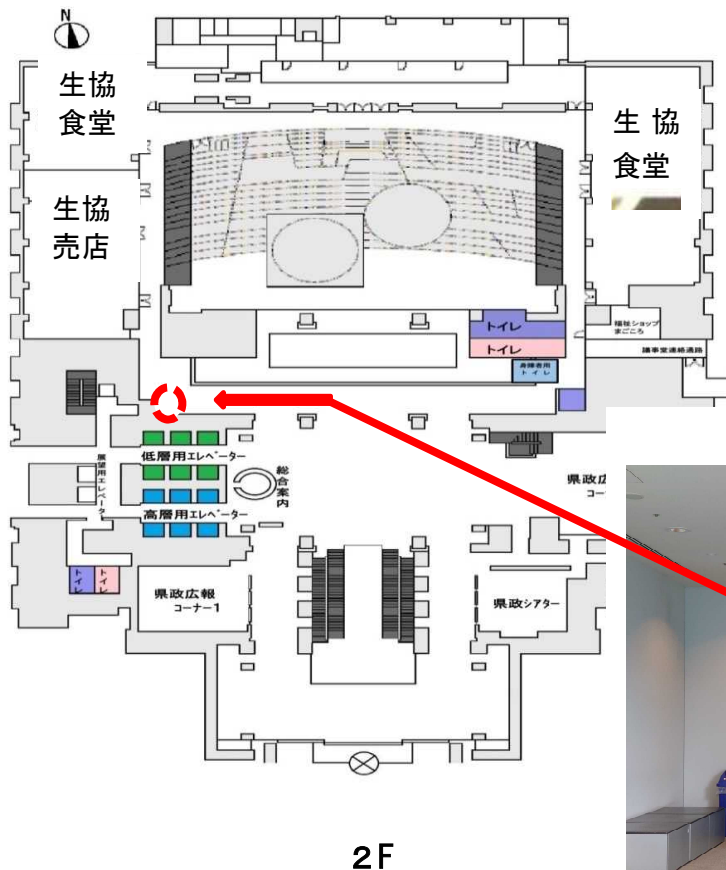 N
生協
食堂
生協
売店
生 協
食堂
トイレ
トイレ
身障者用
トイレ
福祉ショップ
まごころ
議事堂連絡通路
低層用エレベーター
展望用エレベータ
総合案内
高層用エレベーター
県政広
コー
トイレ
トイレ
県政広報
コーナー1
県政シアター
2F